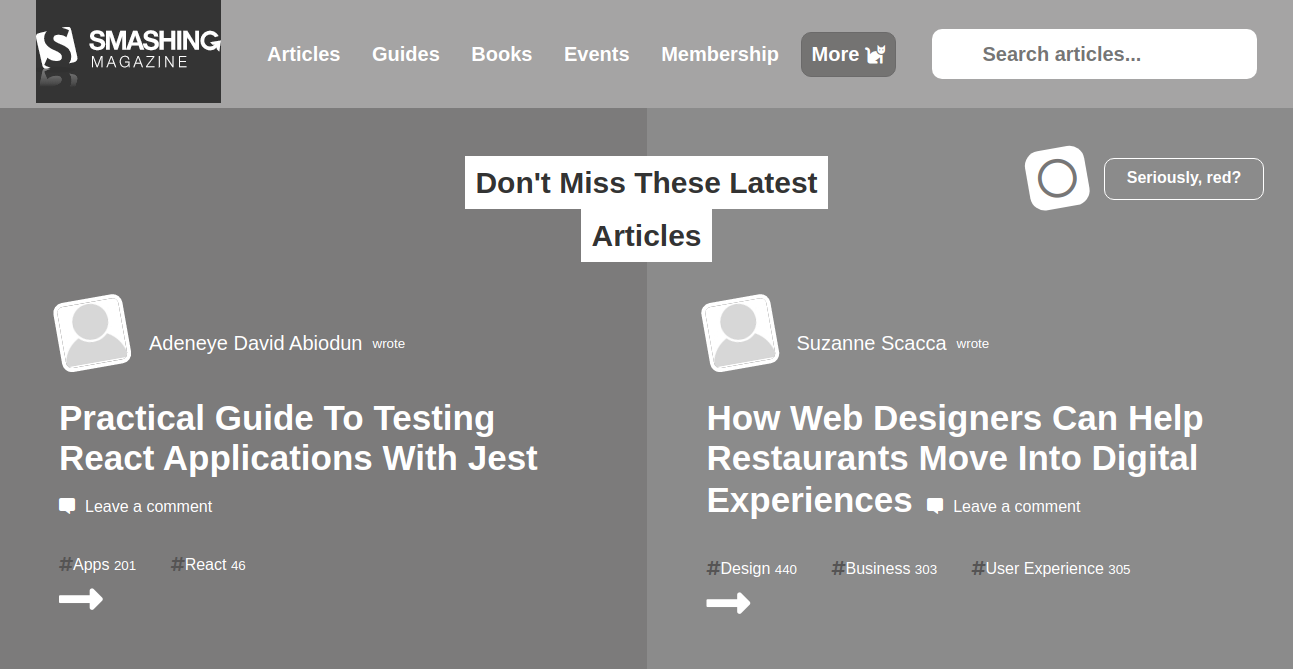 SMASHING
MAGAZINE
Articles Guides Books Events Membership More Search articles...
Don't Miss These Latest
Articles
Seriously, red?
Adeneye David Abiodun wrote
Practical Guide To Testing
React Applications With Jest
Leave a comment
#Apps 201 #React 46
Suzanne Scacca wrote
How Web Designers Can Help
Restaurants Move Into Digital
Experiences Leave a comment
#Design 440 #Business 303 #User Experience 305